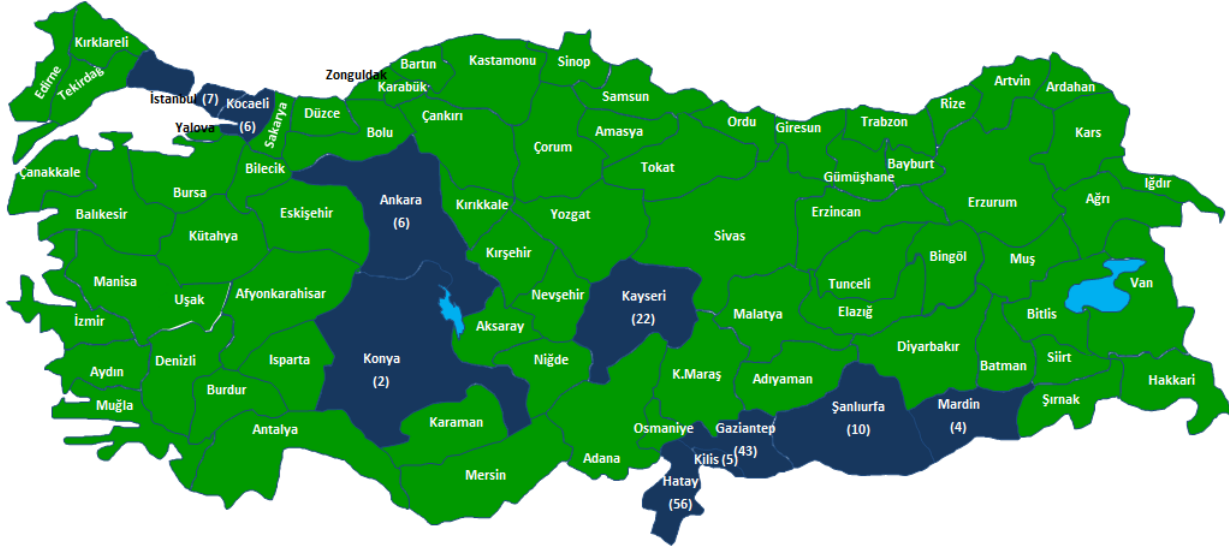 Kırklareli
Edirne
Tekirdağ
İstanbul (7)
Kocaeli
(6)
Yalova
Sakarya
Düzce
Zonguldak
Bartın
Karabük
Kastamonu
Sinop
Samsun
Bolu
Çankırı
Çorum
Amasya
Tokat
Ordu
Giresun
Trabzon
Rize
Artvin
Ardahan
Kars
Gümüşhane
Bayburt
Iğdır
Ağrı
Erzurum
Erzincan
Çanakkale
Balıkesir
Bursa
Bilecik
Kütahya
Eskişehir
Ankara
(6)
Kırıkkale
Yozgat
Sivas
Kırşehir
Nevşehir
Kayseri
(22)
Malatya
Tunceli
Elazığ
Bingöl
Muş
Bitlis
Van
Manisa
Uşak
Afyonkarahisar
İzmir
Aydın
Denizli
Isparta
Burdur
Muğla
Antalya
Konya
(2)
Aksaray
Niğde
Karaman
Mersin
Adana
K.Maraş
Osmaniye
Adıyaman
Diyarbakır
Batman
Siirt
Hakkari
Şırnak
Mardin
(4)
Şanlıurfa
(10)
Gaziantep
(43)
Kilis (5)
Hatay
(56)